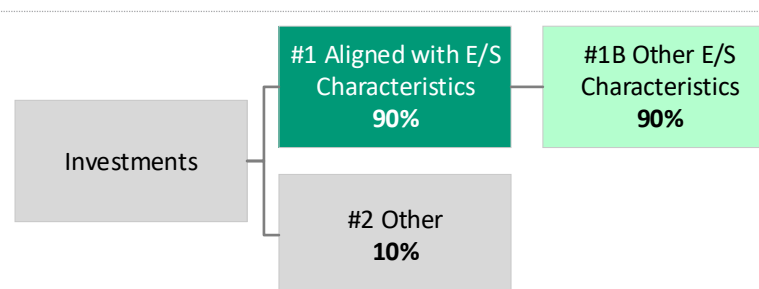 #1 Aligned with E/S
Characteristics
90%
#1B Other E/S
Characteristics
90%
Investments
#2 Other
10%